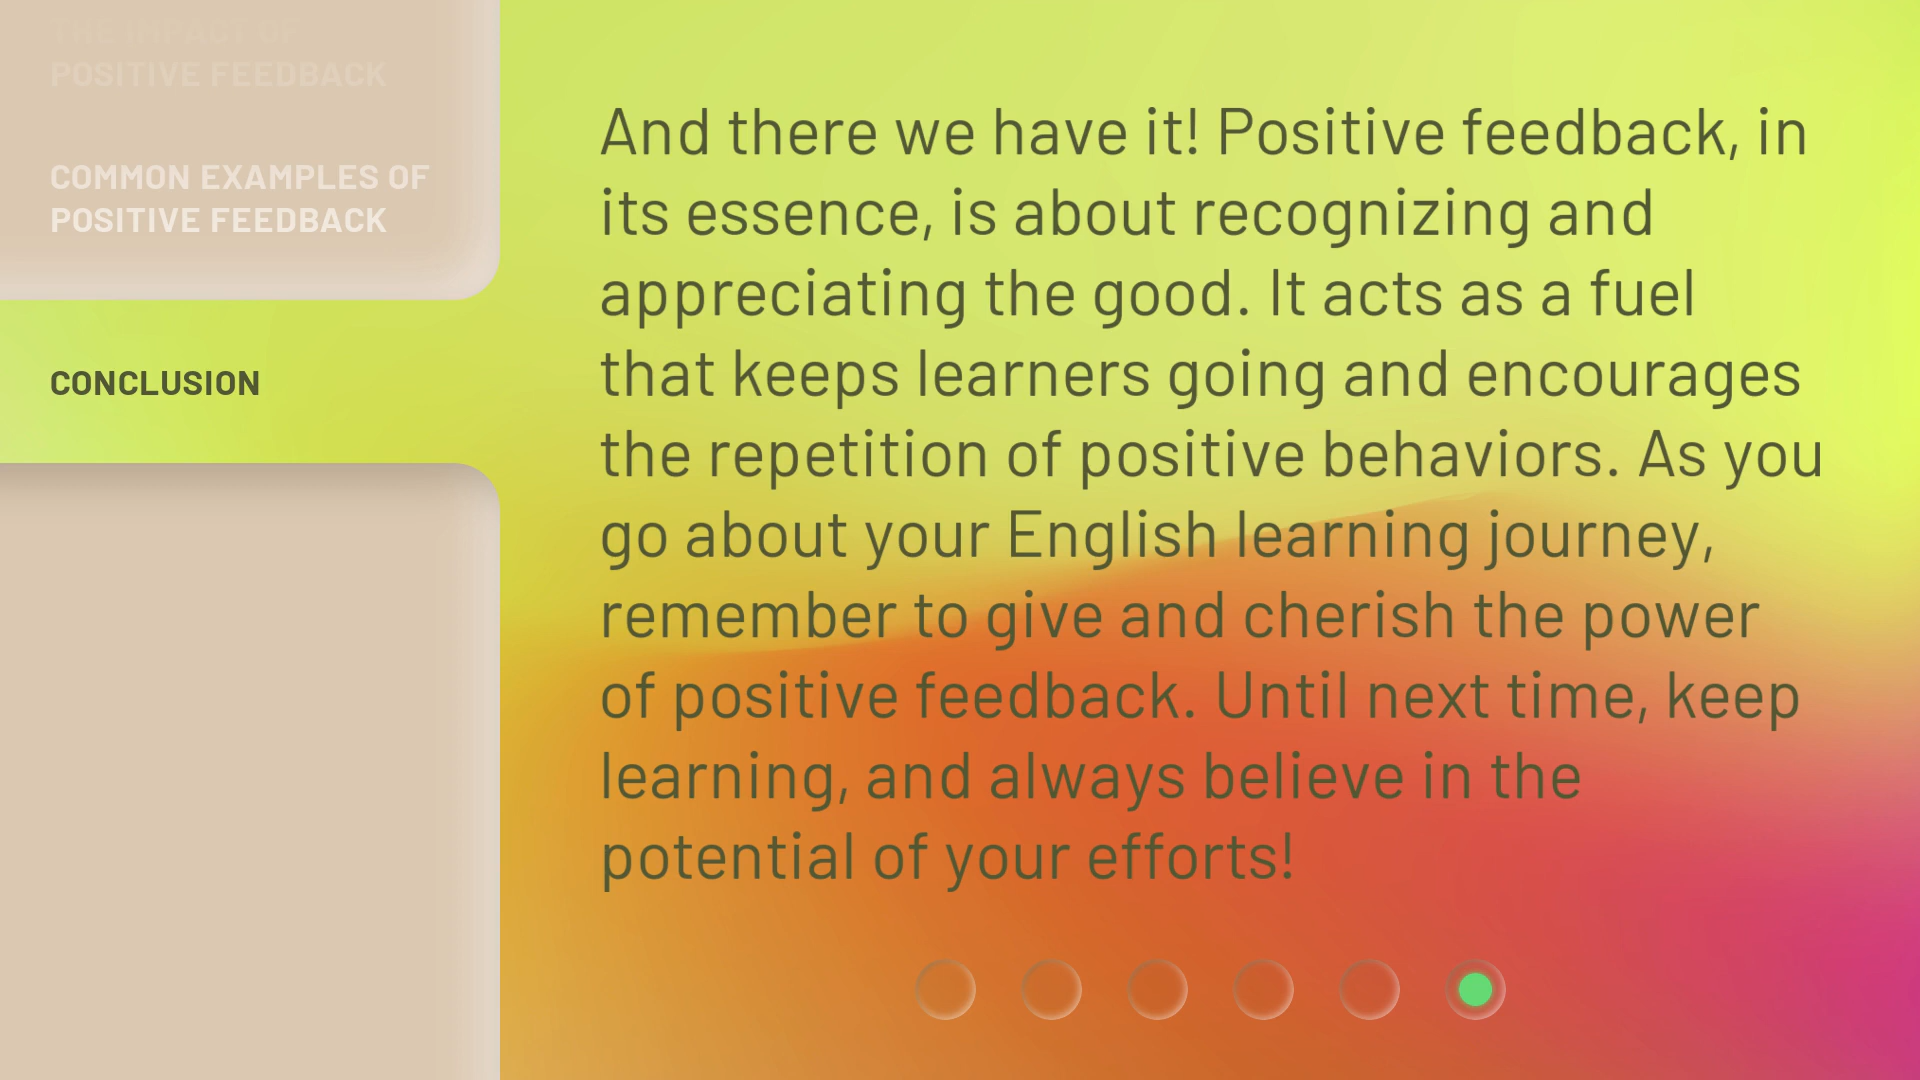 THE IMPACT OF
POSITIVE FEEDBACK
COMMON EXAMPLES OF
POSITIVE FEEDBACK
CONCLUSION
And there we have it! Positive feedback, in
its essence, is about recognizing and
appreciating the good. It acts as a fuel
that keeps learners going and encourages
the repetition of positive behaviors. As you
go about your English learning journey,
remember to give and cherish the power
of positive feedback. Until next time, keep
learning, and always believe in the
potential of your efforts!